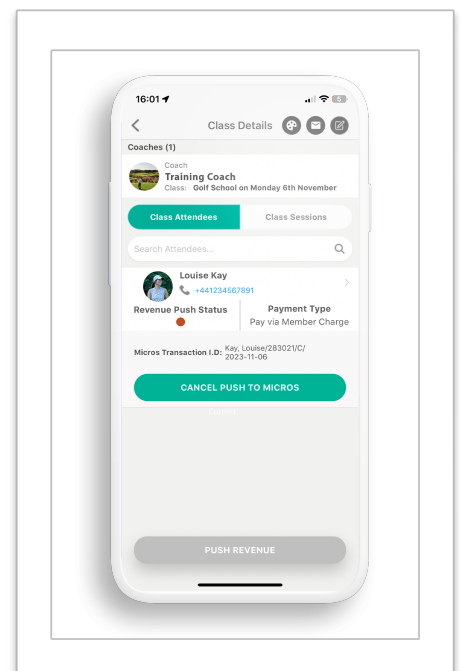 16:01
5
Class Details
Coaches (1)
Coach
Training Coach
Class: Golf School on Monday 6th November
Class Attendees
Class Sessions
Search Attendees...
Louise Kay
+441234567891
Revenue Push Status
Payment Type
Pay via Member Charge
Micros Transaction I.D: Kay, Louise/283021/C/
2023-11-06
CANCEL PUSH TO MICROS
PUSH REVENUE